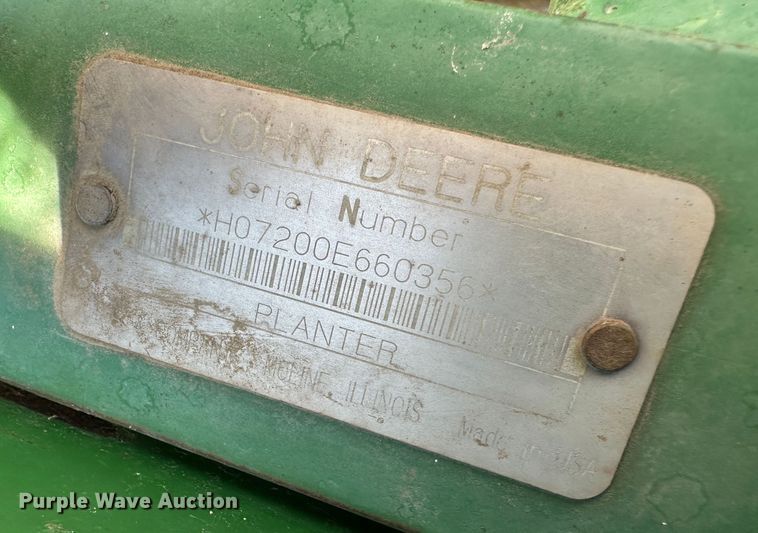 JOHN DEERE
Serial Number
*H07200E660356*
PLANTER
MOLINE, ILLINOIS Made in USA
Purple Wave Auction